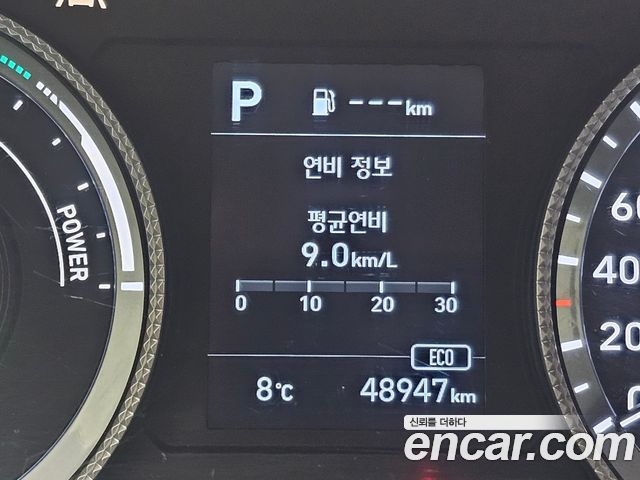 P ---km
연비 정보
평균연비
9.0km/L
0 10 20 30
ECO
8℃ 48947km
POWER
60
40
20
0
신뢰를 더하다
encar.com